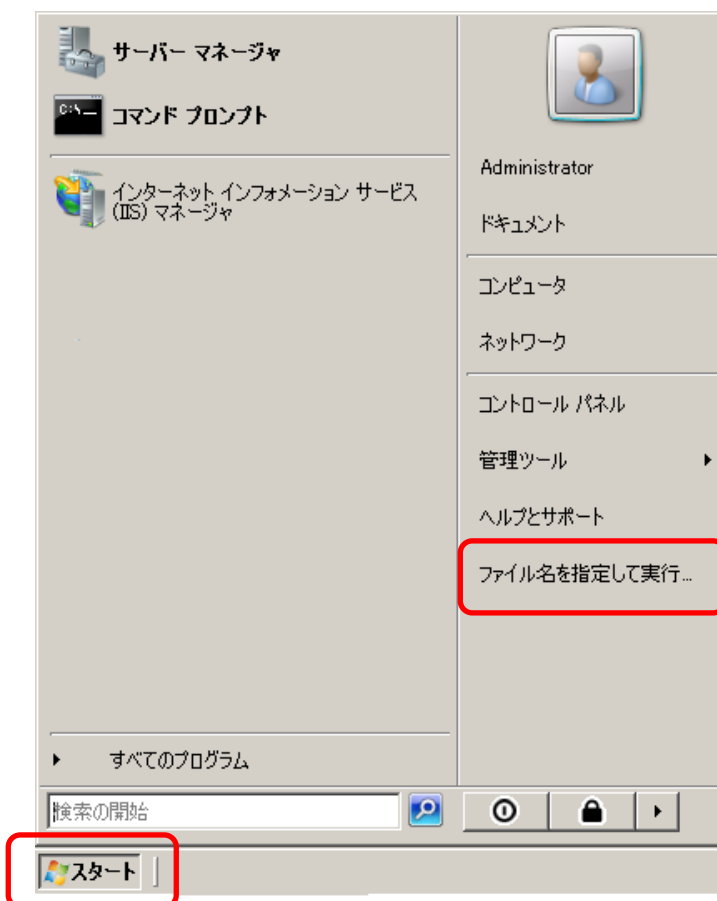 サーバー マネージャ
C:\
コマンド プロンプト
インターネット インフォメーション サービス
(IIS) マネージャ
Administrator
ドキュメント
コンピュータ
ネットワーク
コントロール パネル
管理ツール
ヘルプとサポート
ファイル名を指定して実行...
すべてのプログラム
検索の開始
スタート